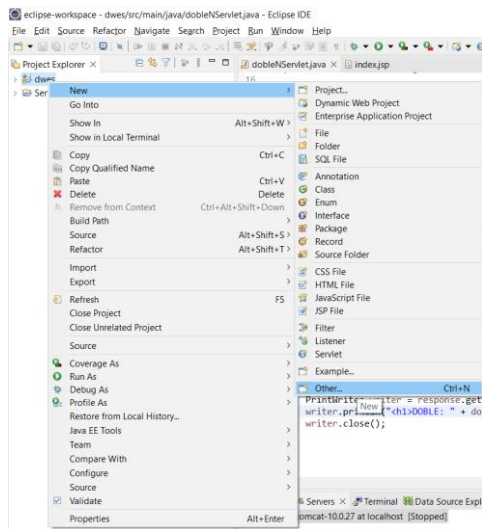 eclipse-workspace - dwes/src/main/java/dobleNServlet.java - Eclipse IDE
File Edit Source Refactor Navigate Search Project Run Window Help
Project Explorer × dobleNServlet.java × index.jsp
dwes 16
Ser
New >
Go Into
Show In Alt+Shift+W >
Show in Local Terminal >
Copy Ctrl+C
Copy Qualified Name
Paste Ctrl+V
Delete Delete
Remove from Context Ctrl+Alt+Shift+Down
Build Path >
Source Alt+Shift+S >
Refactor Alt+Shift+T >
Import >
Export >
Refresh F5
Close Project
Close Unrelated Project
Source >
Coverage As >
Run As >
Debug As >
Profile As >
Restore from Local History...
Java EE Tools >
Team >
Compare With >
Configure >
Source >
Validate
Properties Alt+Enter
Project...
Dynamic Web Project
Enterprise Application Project
File
Folder
SQL File
Annotation
Class
Enum
Interface
Package
Record
Source Folder
CSS File
HTML File
JavaScript File
JSP File
Filter
Listener
Servlet
Example...
Other... Ctrl+N
New
PrintWriter writer = response.get
"<h1>DOBLE: " + do
writer.close();
Servers × Terminal Data Source Expl
omcat-10.0.27 at localhost [Stopped]